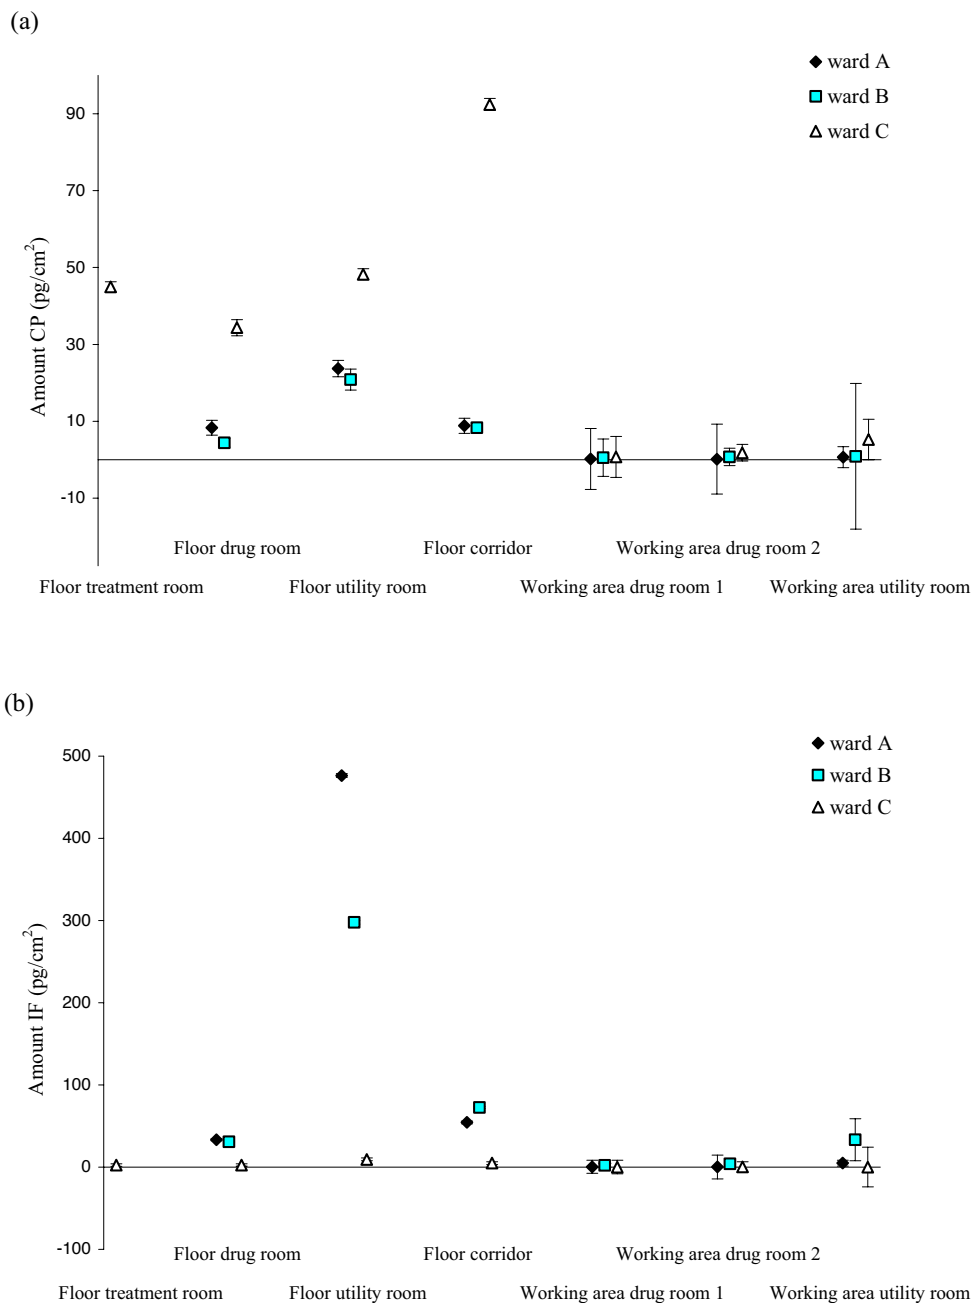 (a)
ward A
ward B
ward C
90
70
50
30
10
-10
Amount CP (pg/cm²)
Floor drug room
Floor corridor
Working area drug room 2
Floor treatment room
Floor utility room
Working area drug room 1
Working area utility room
(b)
ward A
ward B
ward C
500
400
300
200
100
0
-100
Amount IF (pg/cm²)
Floor drug room
Floor corridor
Working area drug room 2
Floor treatment room
Floor utility room
Working area drug room 1
Working area utility room